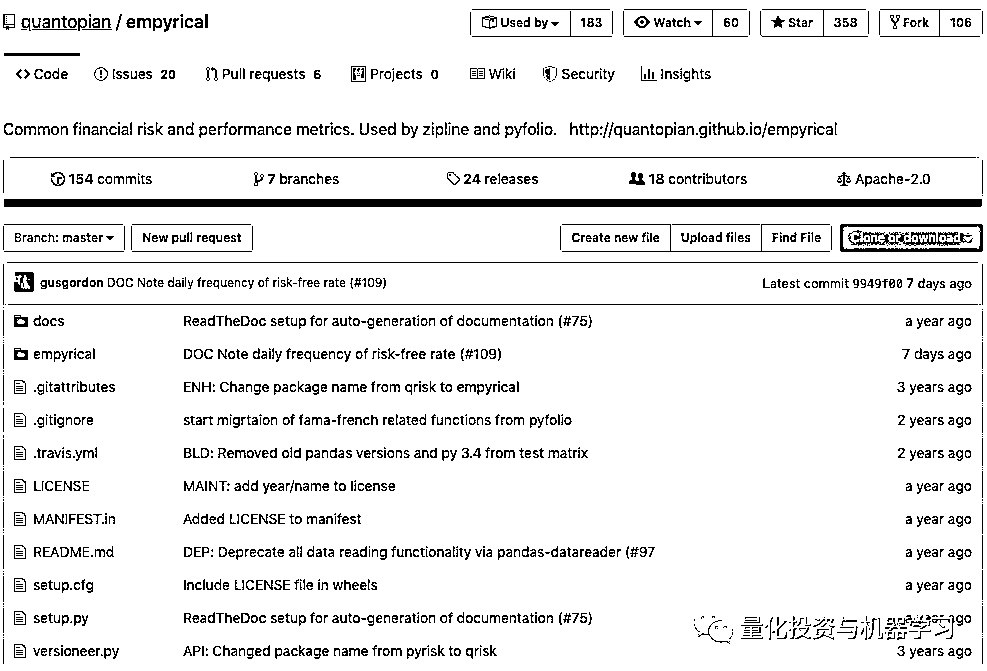 quantopian / empyrical Used by 183 Watch 60 Star 358 Fork 106
Code Issues 20 Pull requests 6 Projects 0 Wiki Security Insights
Common financial risk and performance metrics. Used by zipline and pyfolio. http://quantopian.github.io/empyrical
154 commits 7 branches 24 releases 18 contributors Apache-2.0
Branch: master New pull request Create new file Upload files Find File Clone or download
gusgordon DOC Note daily frequency of risk-free rate (#109) Latest commit 9949f00 7 days ago
docs ReadTheDoc setup for auto-generation of documentation (#75) a year ago
empyrical DOC Note daily frequency of risk-free rate (#109) 7 days ago
.gitattributes ENH: Change package name from qrisk to empyrical 3 years ago
.gitignore start migrtaion of fama-french related functions from pyfolio 2 years ago
.travis.yml BLD: Removed old pandas versions and py 3.4 from test matrix 2 years ago
LICENSE MAINT: add year/name to license a year ago
MANIFEST.in Added LICENSE to manifest a year ago
README.md DEP: Deprecate all data reading functionality via pandas-datareader (#97 a year ago
setup.cfg Include LICENSE file in wheels a year ago
setup.py ReadTheDoc setup for auto-generation of documentation (#75) a year ago
量化投资与机器学习
versioneer.py API: Changed package name from pyrisk to qrisk 3 years ago